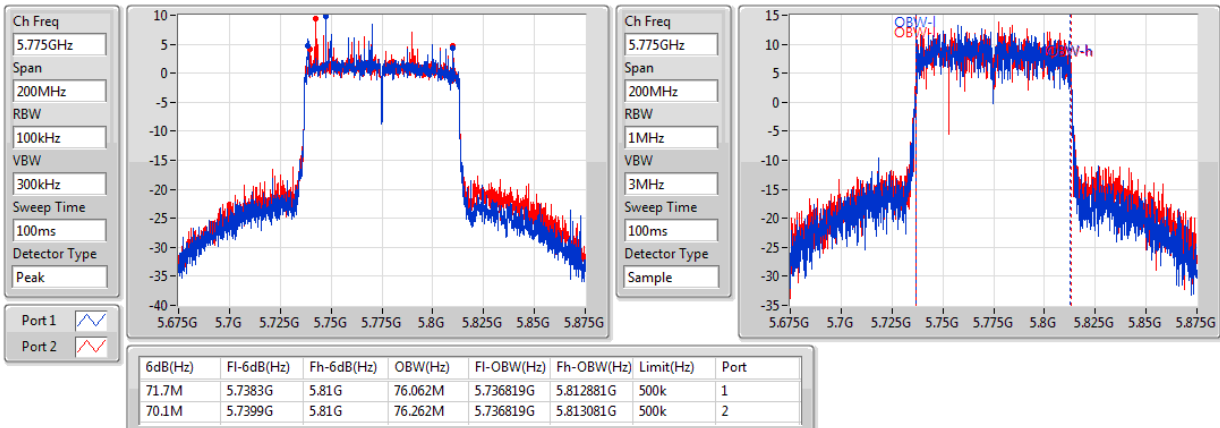 Ch Freq
5.775GHz
Span
200MHz
RBW
100kHz
VBW
300kHz
Sweep Time
100ms
Detector Type
Peak
Port 1
Port 2
10
5
0
-5
-10
-15
-20
-25
-30
-35
-40
5.675G 5.7G 5.725G 5.75G 5.775G 5.8G 5.825G 5.85G 5.875G
Ch Freq
5.775GHz
Span
200MHz
RBW
1MHz
VBW
3MHz
Sweep Time
100ms
Detector Type
Sample
15
10
5
0
-5
-10
-15
-20
-25
-30
-35
OBW-l
OBW-l
OBW-h
5.675G 5.7G 5.725G 5.75G 5.775G 5.8G 5.825G 5.85G 5.875G
6dB(Hz) Fl-6dB(Hz) Fh-6dB(Hz) OBW(Hz) Fl-OBW(Hz) Fh-OBW(Hz) Limit(Hz) Port
71.7M 5.7383G 5.81G 76.062M 5.736819G 5.812881G 500k 1
70.1M 5.7399G 5.81G 76.262M 5.736819G 5.813081G 500k 2